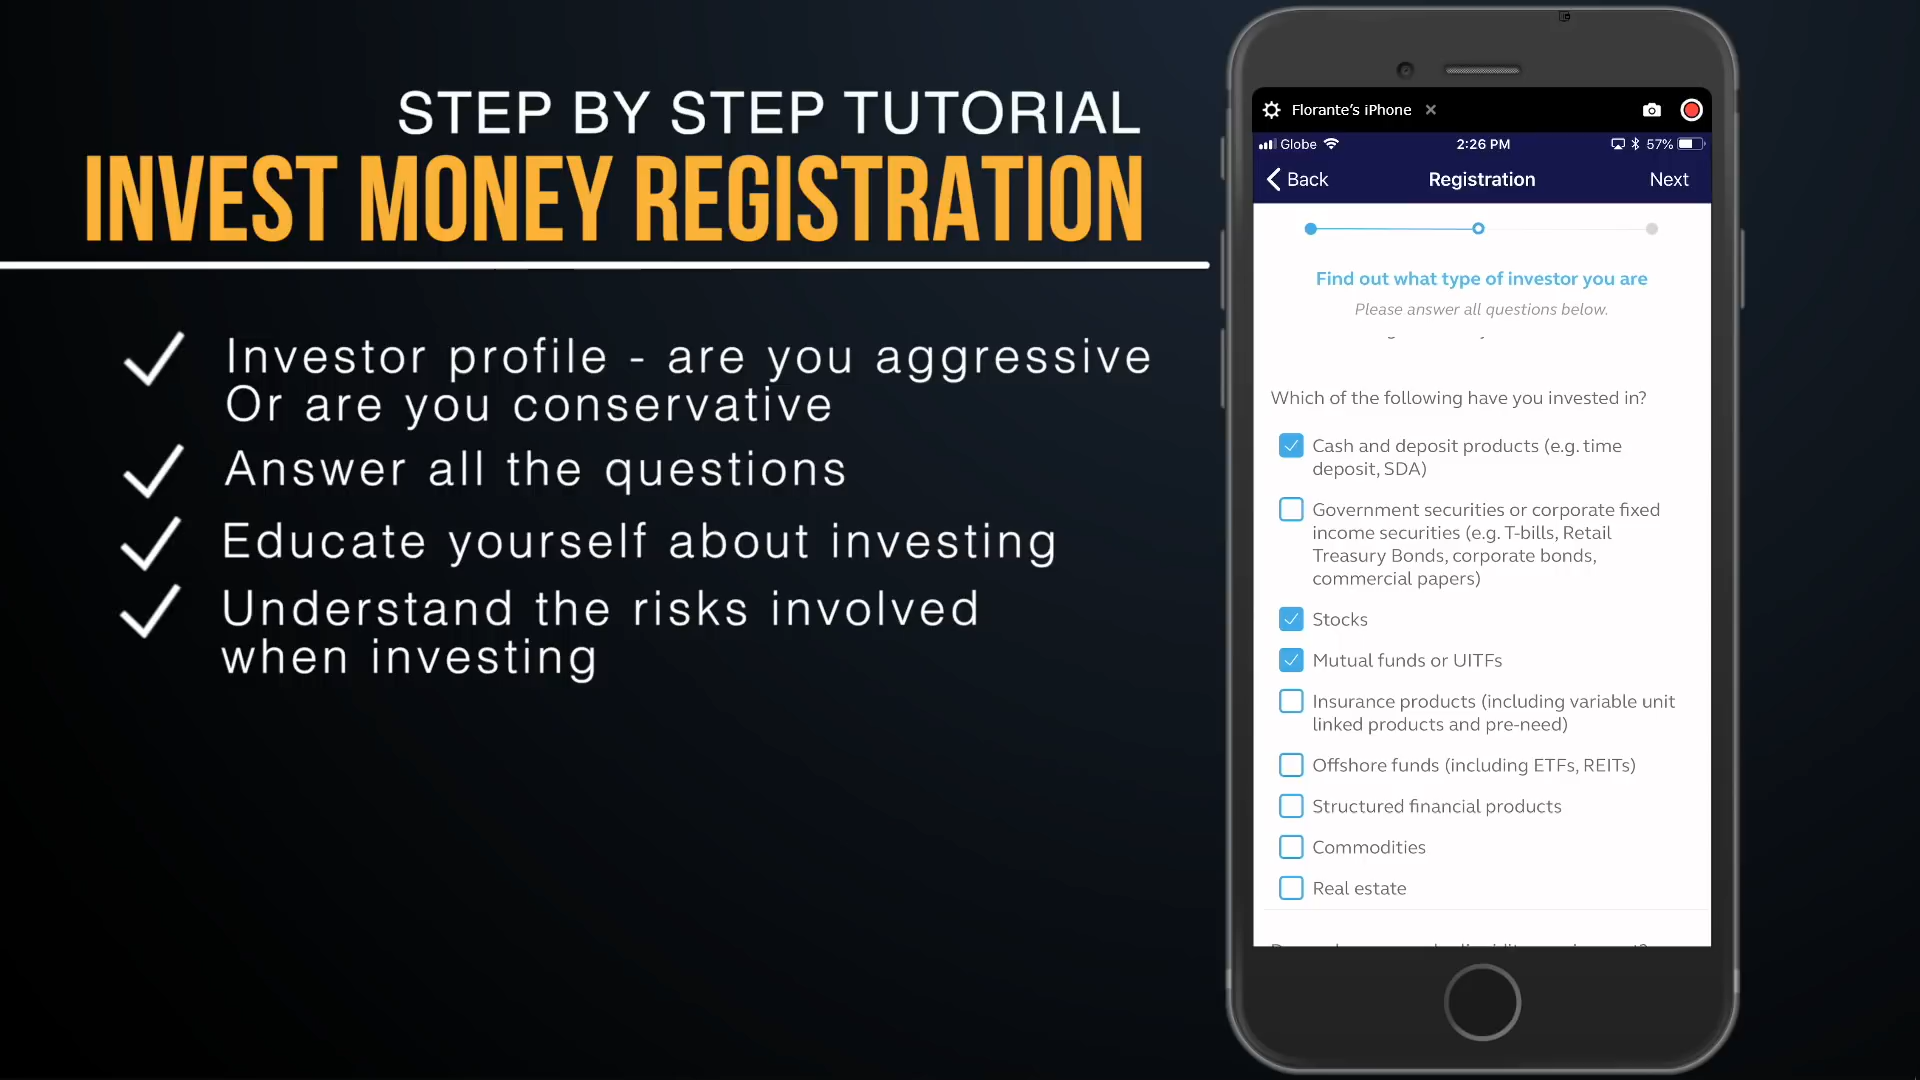 STEP BY STEP TUTORIAL
INVEST MONEY REGISTRATION
Investor profile - are you aggressive
Or are you conservative
Answer all the questions
Educate yourself about investing
Understand the risks involved
when investing
Florante's iPhone
Globe 2:26 PM 57%
Back Registration Next
Find out what type of investor you are
Please answer all questions below.
Which of the following have you invested in?
Cash and deposit products (e.g. time
deposit, SDA)
Government securities or corporate fixed
income securities (e.g. T-bills, Retail
Treasury Bonds, corporate bonds,
commercial papers)
Stocks
Mutual funds or UITFs
Insurance products (including variable unit
linked products and pre-need)
Offshore funds (including ETFs, REITs)
Structured financial products
Commodities
Real estate